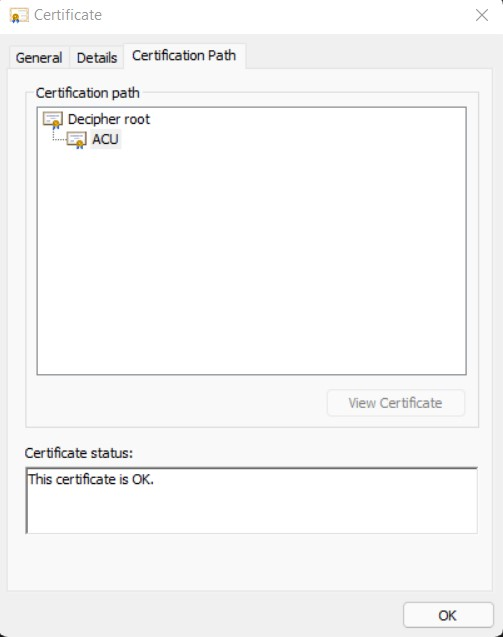 Certificate
General Details Certification Path
Certification path
Decipher root
ACU
View Certificate
Certificate status:
This certificate is OK.
OK